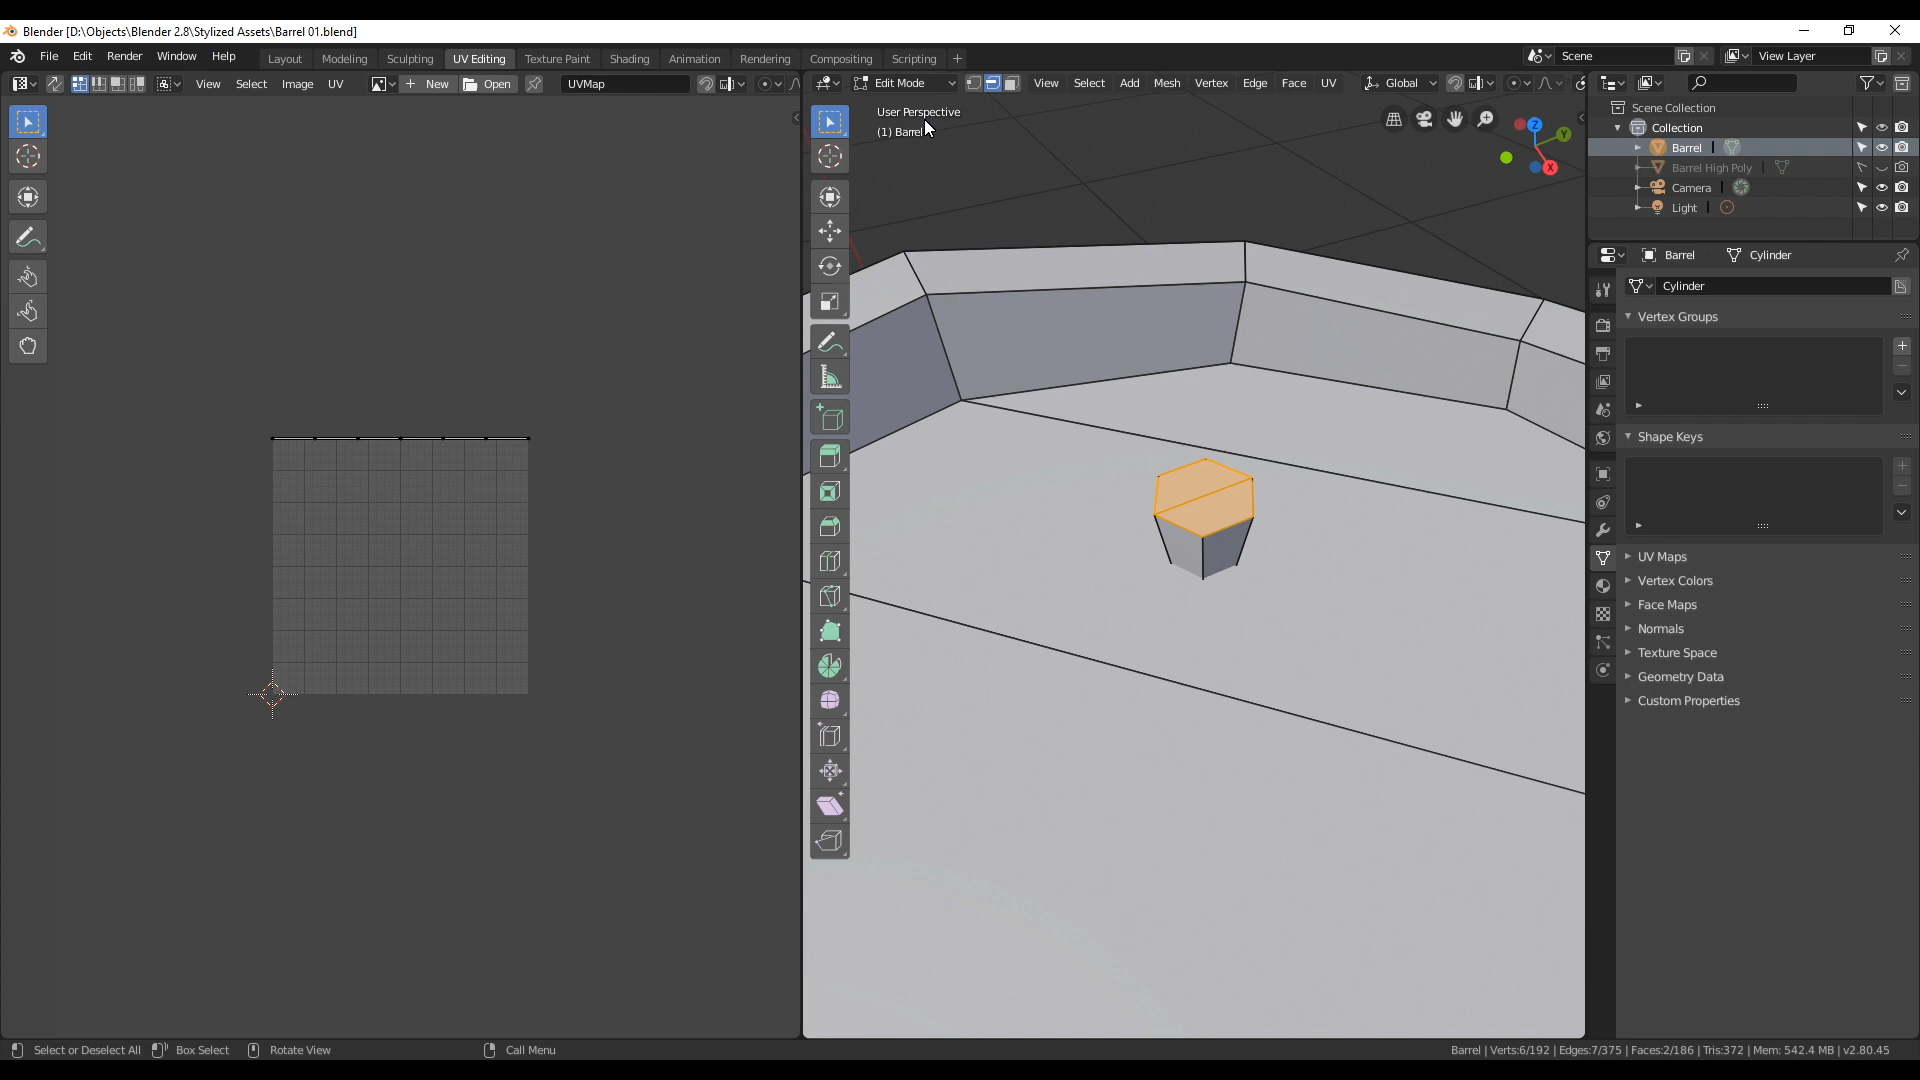 Blender [D:\Objects\Blender 2.8\Stylized Assets\Barrel 01.blend]
File Edit Render Window Help Layout Modeling Sculpting UV Editing Texture Paint Shading Animation Rendering Compositing Scripting + Scene View Layer
View Select Image UV + New Open UVMap Edit Mode View Select Add Mesh Vertex Edge Face UV Global
User Perspective
(1) Barrel
Scene Collection
Collection
Barrel
Barrel High Poly
Camera
Light
Barrel Cylinder
Cylinder
Vertex Groups
Shape Keys
UV Maps
Vertex Colors
Face Maps
Normals
Texture Space
Geometry Data
Custom Properties
Z
Y
X
Select or Deselect All Box Select Rotate View Call Menu Barrel | Verts:6/192 | Edges:7/375 | Faces:2/186 | Tris:372 | Mem: 542.4 MB | v2.80.45